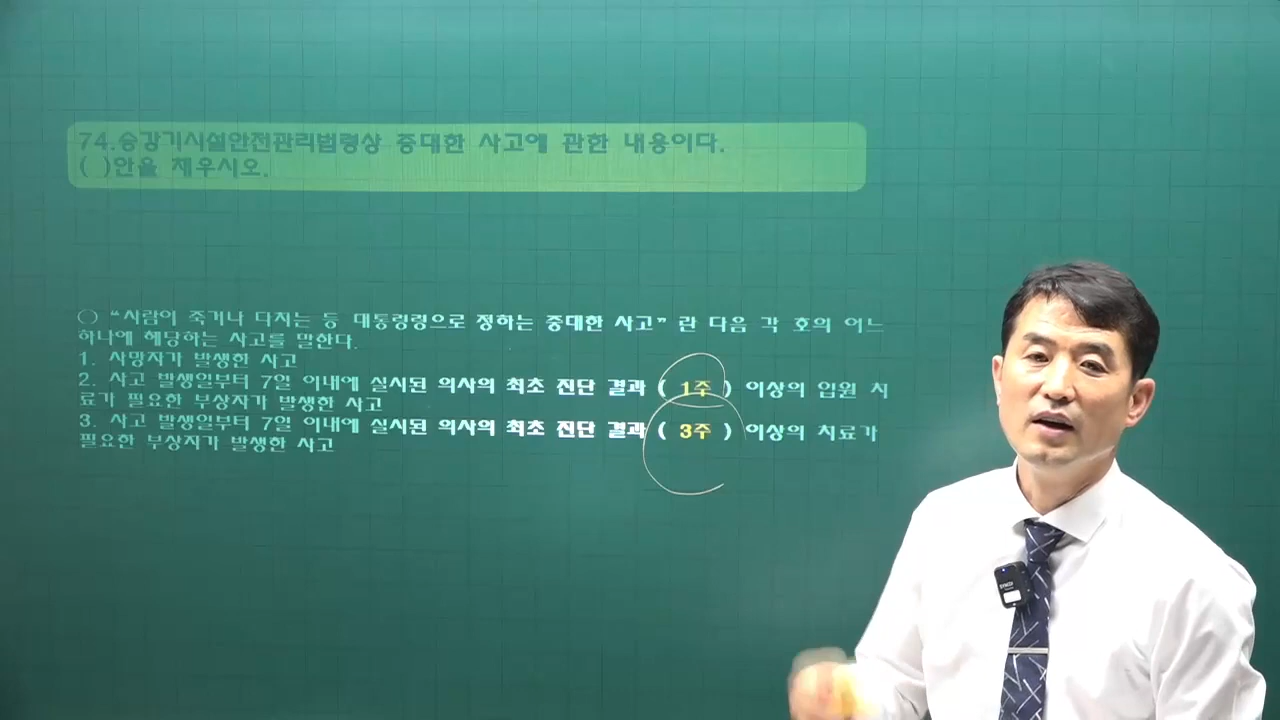 74.승강기시설안전관리법령상 중대한 사고에 관한 내용이다.
( )안을 채우시오.
○ “사람이 죽거나 다치는 등 대통령령으로 정하는 중대한 사고” 란 다음 각 호의 어느
하나에 해당하는 사고를 말한다.
1. 사망자가 발생한 사고
2. 사고 발생일부터 7일 이내에 실시된 의사의 최초 진단 결과 ( 1주 ) 이상의 입원 치
료가 필요한 부상자가 발생한 사고
3. 사고 발생일부터 7일 이내에 실시된 의사의 최초 진단 결과 ( 3주 ) 이상의 치료가
필요한 부상자가 발생한 사고